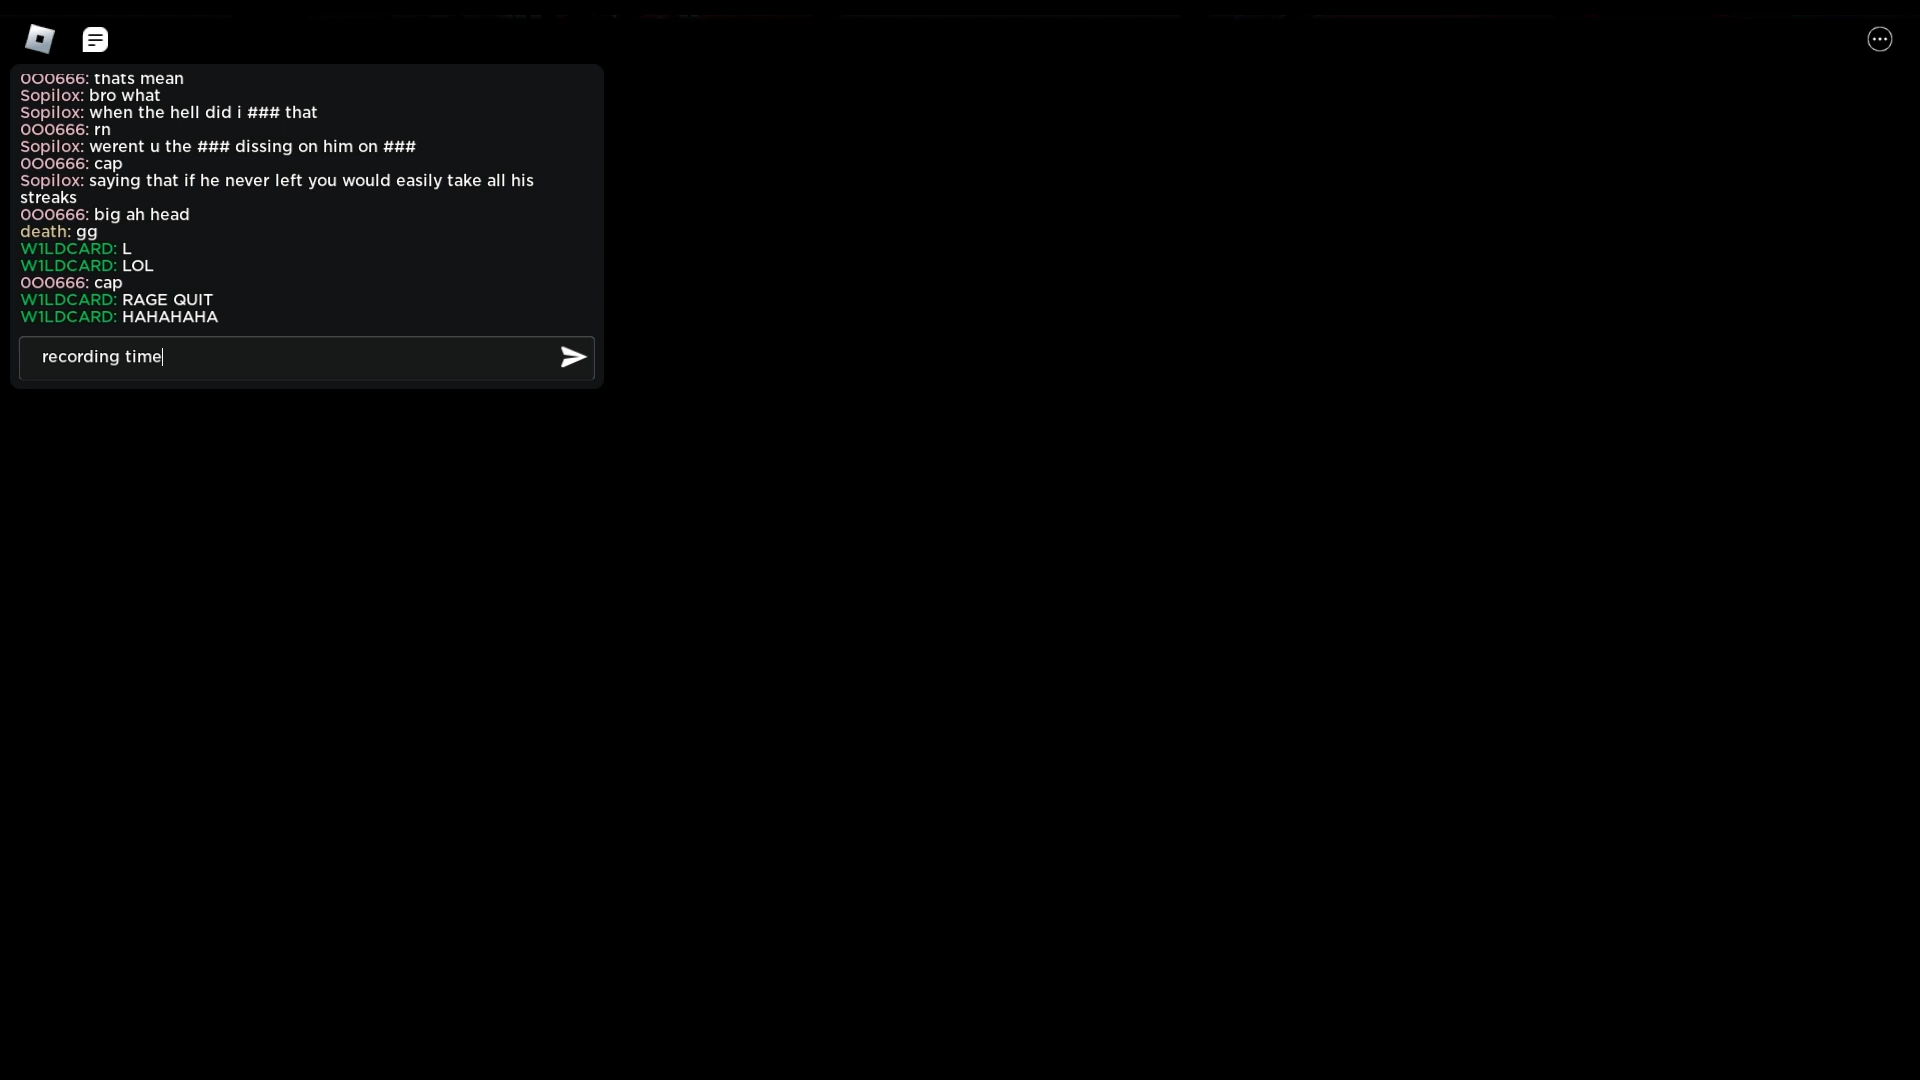 0O0666: thats mean
Sopilox: bro what
Sopilox: when the hell did i ### that
0O0666: rn
Sopilox: werent u the ### dissing on him on ###
0O0666: cap
Sopilox: saying that if he never left you would easily take all his
streaks
0O0666: big ah head
death: gg
W1LDCARD: L
W1LDCARD: LOL
0O0666: cap
W1LDCARD: RAGE QUIT
W1LDCARD: HAHAHAHA
recording time